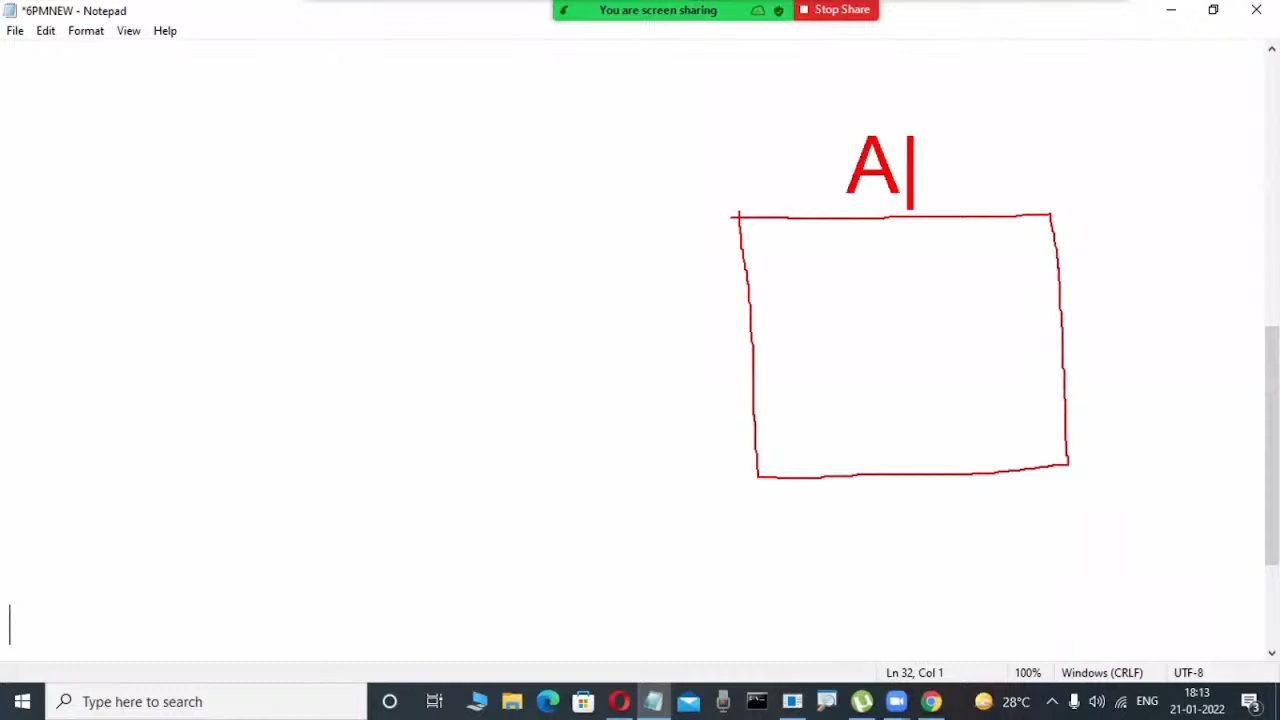 *6PMNEW - Notepad
You are screen sharing
Stop Share
File Edit Format View Help
A
Ln 32, Col 1 100% Windows (CRLF) UTF-8
Type here to search
28°C
ENG
18:13
21-01-2022
3